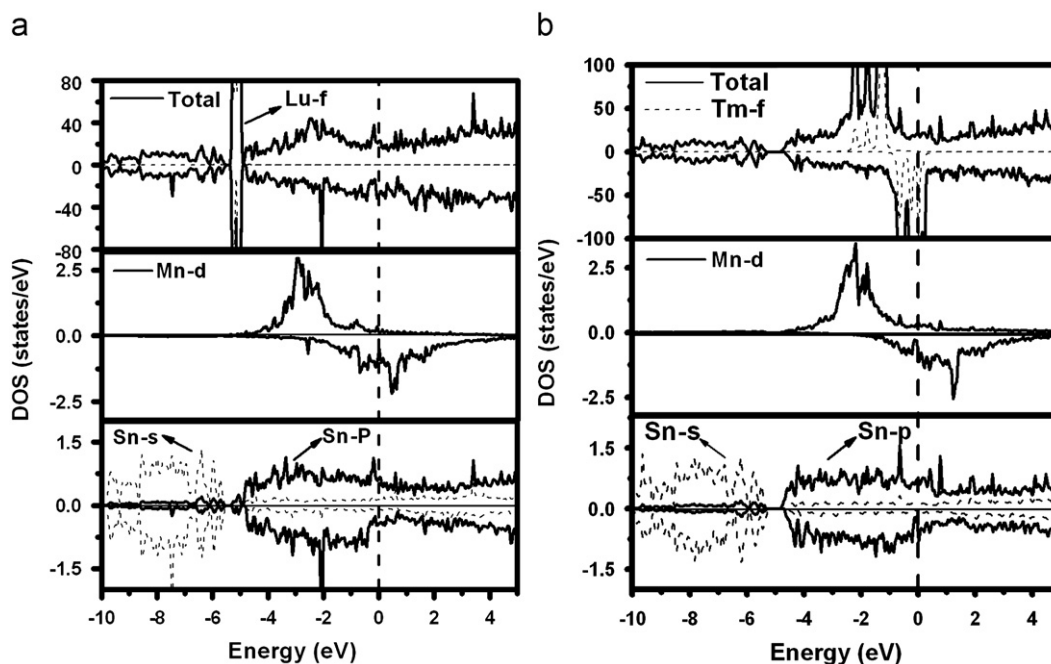 a
80
40
0
-40
-80
Total
Lu-f
2.5
0.0
-2.5
Mn-d
1.5
0.0
-1.5
Sn-s
Sn-P
-10 -8 -6 -4 -2 0 2 4
Energy (eV)
DOS (states/eV)
b
100
50
0
-50
-100
Total
Tm-f
2.5
0.0
-2.5
Mn-d
1.5
0.0
-1.5
Sn-s
Sn-p
-10 -8 -6 -4 -2 0 2 4
Energy (eV)
DOS (states/eV)